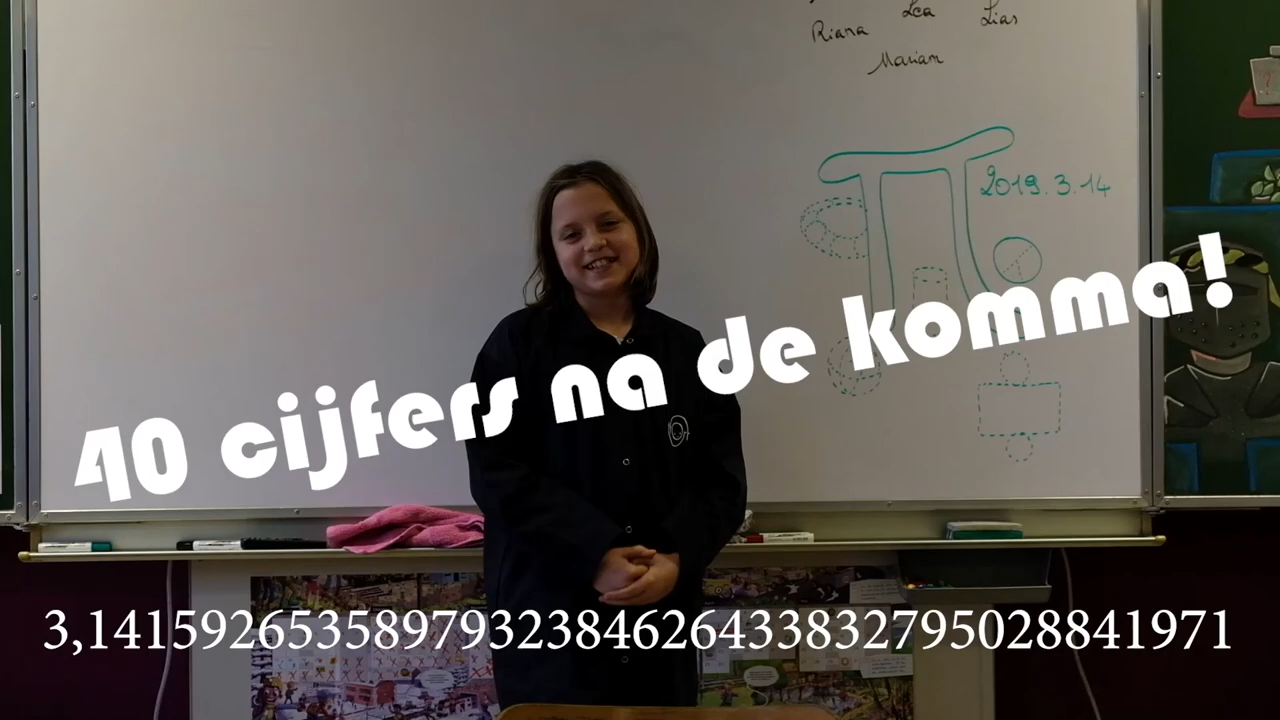 Lea
Lias
Riana
Mariam
2019.3.14
40 cijfers na de komma!
3,1415926535897932384626433832795028841971